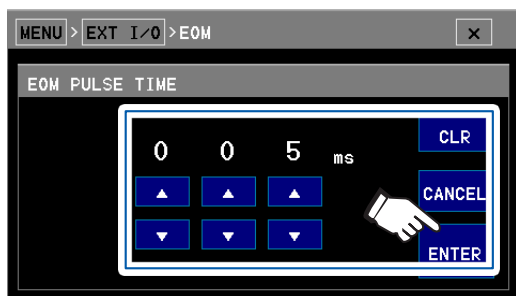 MENU > EXT I/O > EOM ×
EOM PULSE TIME
0 0 5 ms
CLR
CANCEL
ENTER